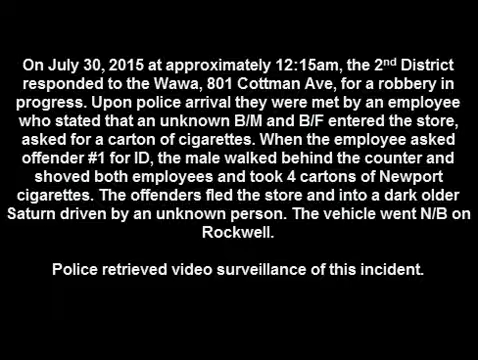 On July 30, 2015 at approximately 12:15am, the 2nd District
responded to the Wawa, 801 Cottman Ave, for a robbery in
progress. Upon police arrival they were met by an employee
who stated that an unknown B/M and B/F entered the store,
asked for a carton of cigarettes. When the employee asked
offender #1 for ID, the male walked behind the counter and
shoved both employees and took 4 cartons of Newport
cigarettes. The offenders fled the store and into a dark older
Saturn driven by an unknown person. The vehicle went N/B on
Rockwell.
Police retrieved video surveillance of this incident.